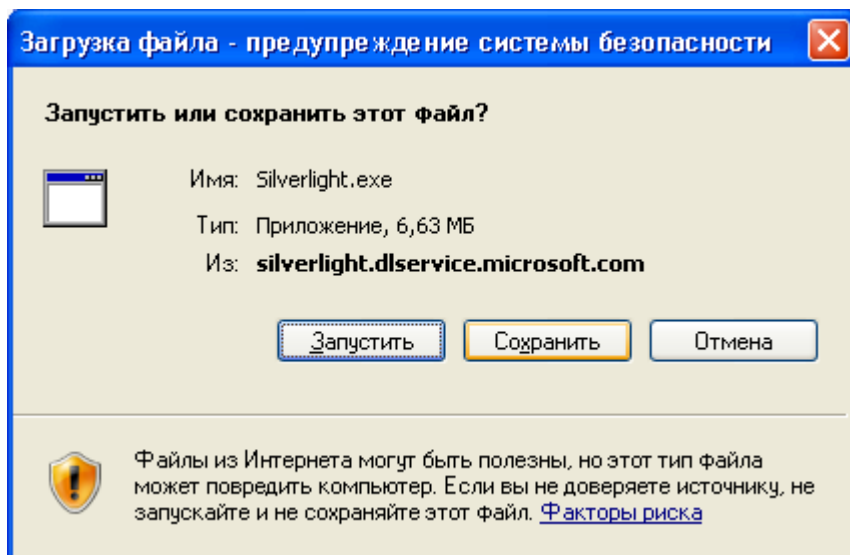 Загрузка файла - предупреждение системы безопасности
Запустить или сохранить этот файл?
Имя: Silverlight.exe
Тип: Приложение, 6,63 МБ
Из: silverlight.dlservice.microsoft.com
Запустить Сохранить Отмена
Файлы из Интернета могут быть полезны, но этот тип файла
может повредить компьютер. Если вы не доверяете источнику, не
запускайте и не сохраняйте этот файл. Факторы риска